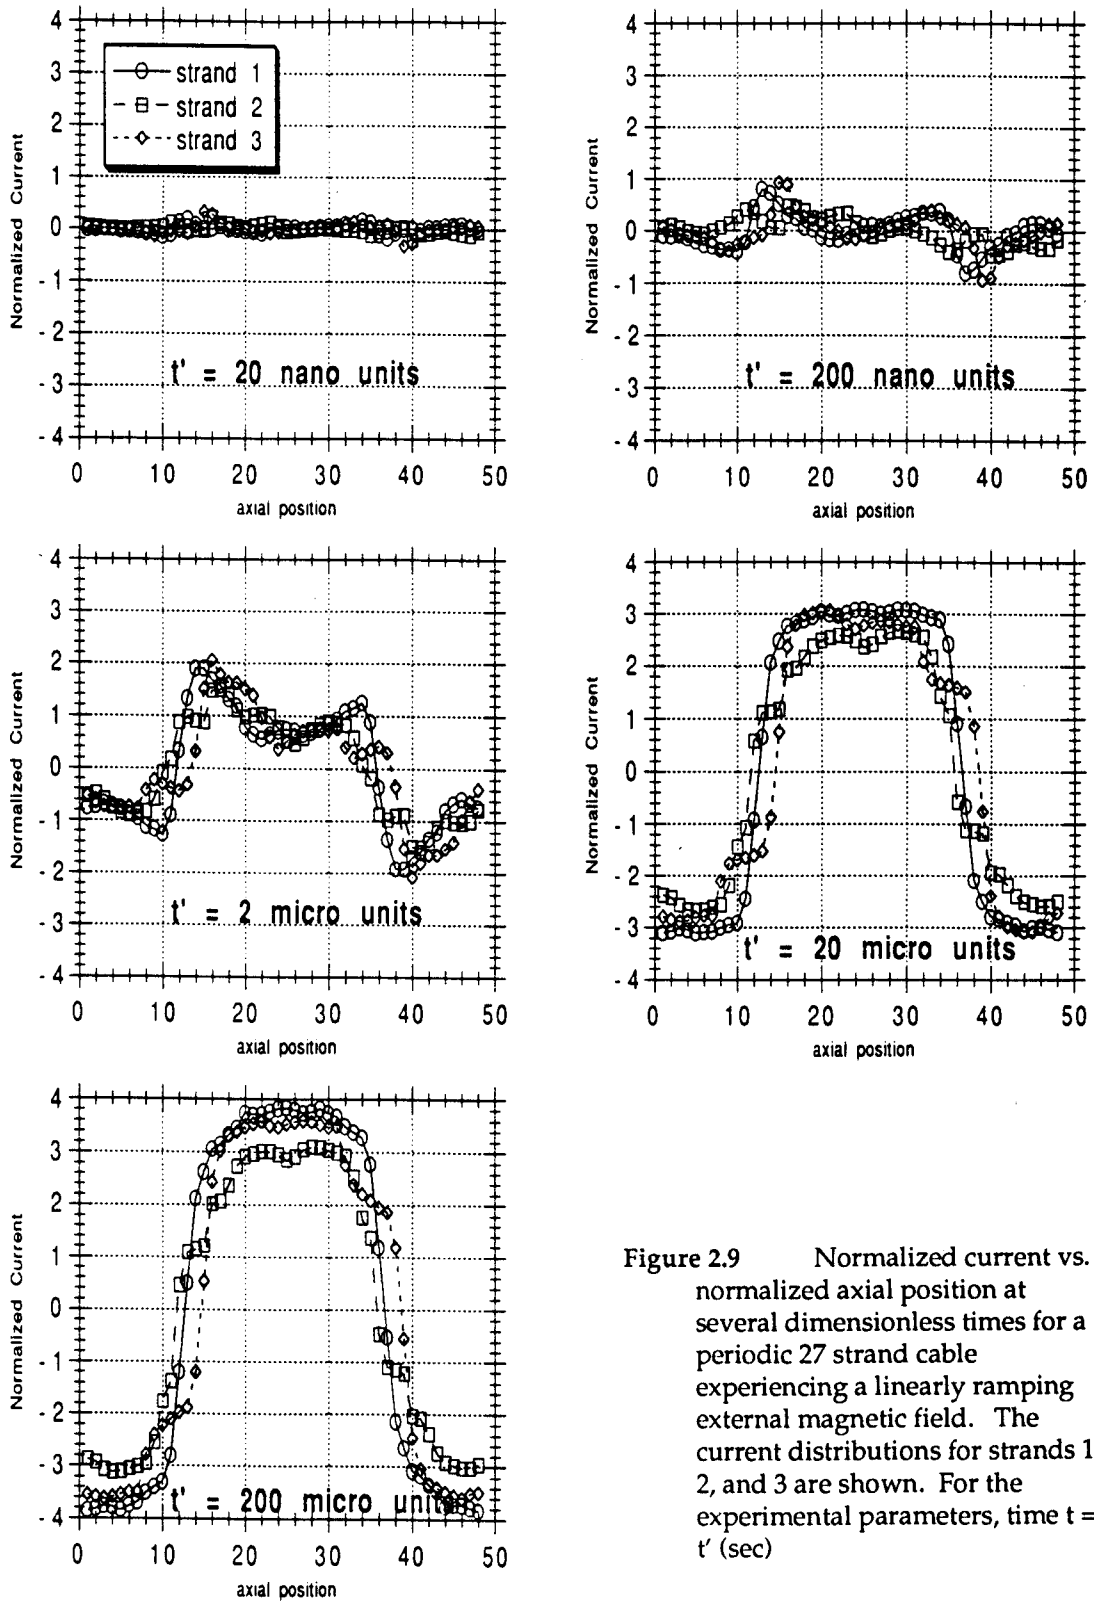 4
3
2
1
0
- 1
- 2
- 3
- 4
Normalized Current
strand 1
strand 2
strand 3
t' = 20 nano units
0 10 20 30 40 50
axial position
4
3
2
1
0
- 1
- 2
- 3
- 4
Normalized Current
t' = 200 nano units
0 10 20 30 40 50
axial position
4
3
2
1
0
- 1
- 2
- 3
- 4
Normalized Current
t' = 2 micro units
0 10 20 30 40 50
axial position
4
3
2
1
0
- 1
- 2
- 3
- 4
Normalized Current
t' = 20 micro units
0 10 20 30 40 50
axial position
4
3
2
1
0
- 1
- 2
- 3
- 4
Normalized Current
t' = 200 micro units
0 10 20 30 40 50
axial position
Figure 2.9 Normalized current vs.
normalized axial position at
several dimensionless times for a
periodic 27 strand cable
experiencing a linearly ramping
external magnetic field. The
current distributions for strands 1
2, and 3 are shown. For the
experimental parameters, time t =
t' (sec)